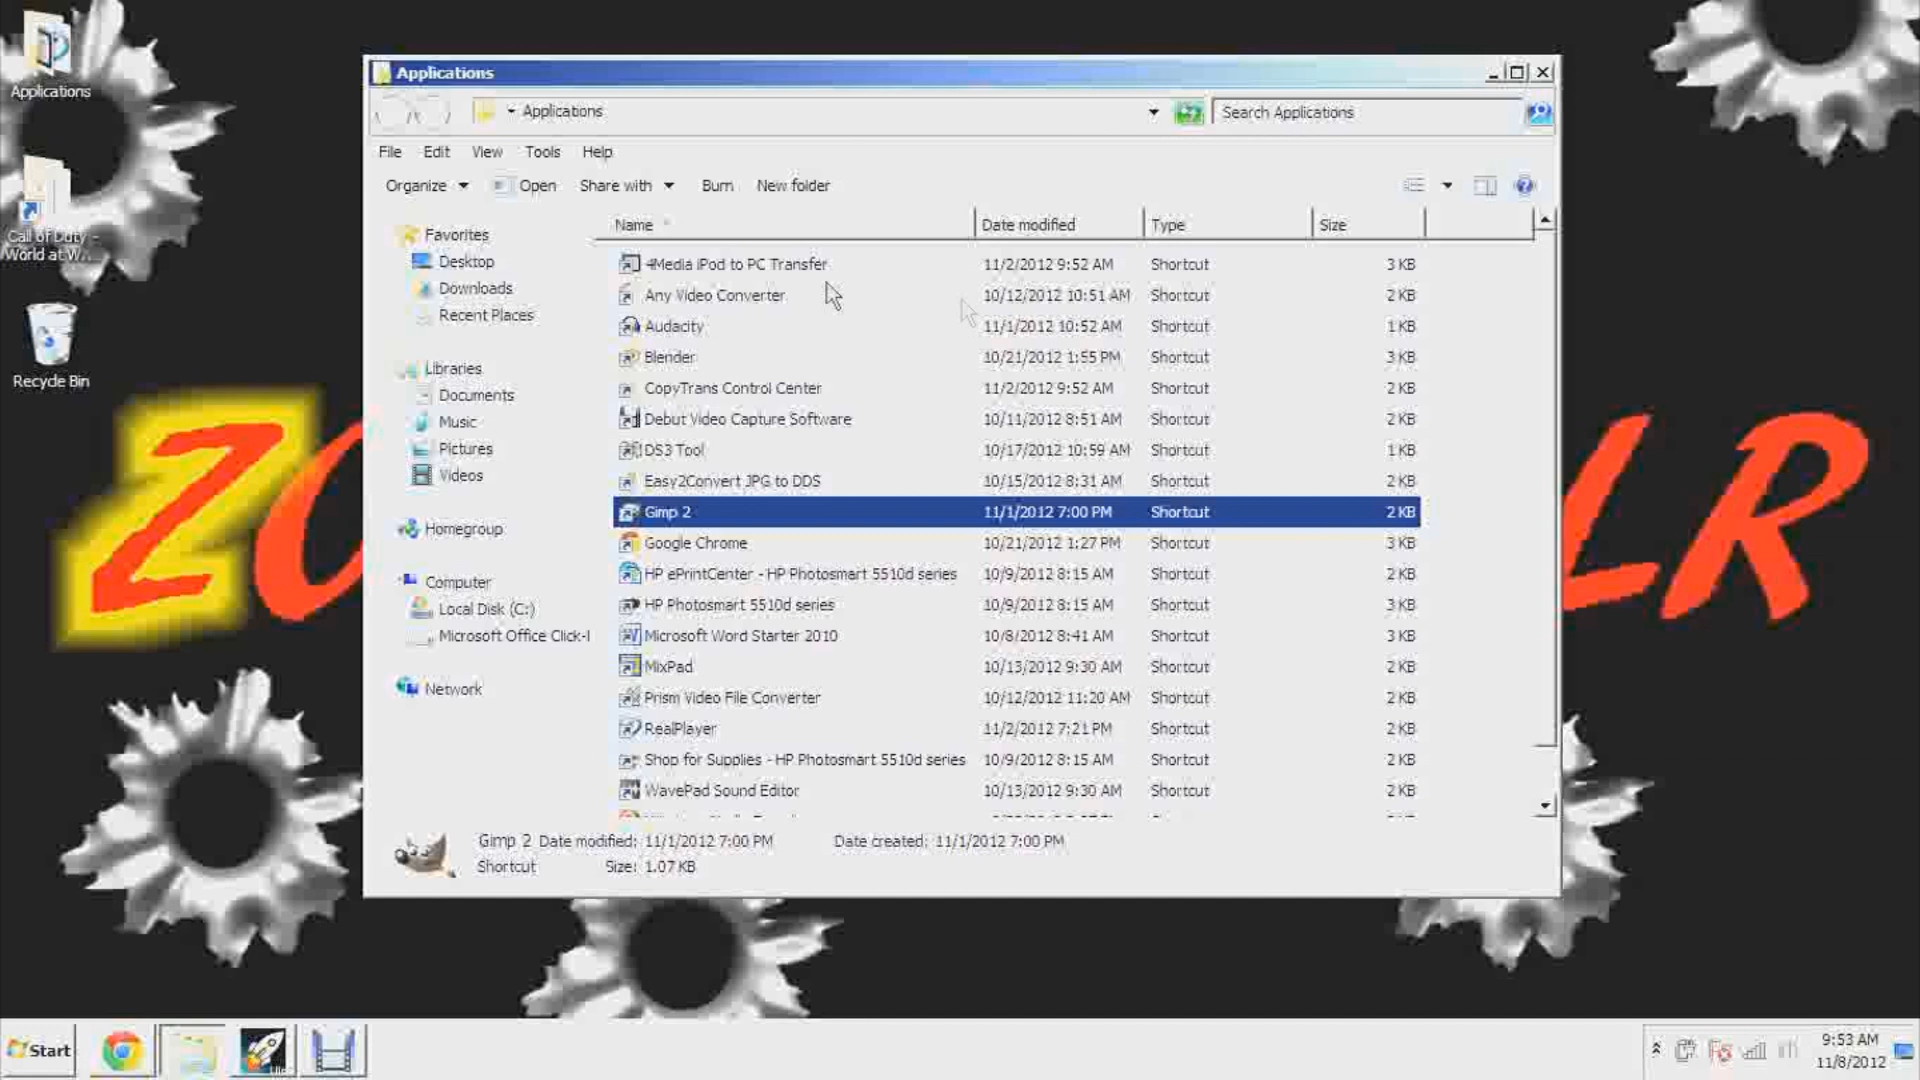 Applications
Call of Duty -
World at W...
Recycle Bin
Applications
Applications
Search Applications
File Edit View Tools Help
Organize Open Share with Burn New folder
Favorites
Desktop
Downloads
Recent Places
Libraries
Documents
Music
Pictures
Videos
Homegroup
Computer
Local Disk (C:)
Microsoft Office Click-
Network
Name Date modified Type Size
4Media iPod to PC Transfer 11/2/2012 9:52 AM Shortcut 3 KB
Any Video Converter 10/12/2012 10:51 AM Shortcut 2 KB
Audacity 11/1/2012 10:52 AM Shortcut 1 KB
Blender 10/21/2012 1:55 PM Shortcut 3 KB
CopyTrans Control Center 11/2/2012 9:52 AM Shortcut 2 KB
Debut Video Capture Software 10/11/2012 8:51 AM Shortcut 2 KB
DS3 Tool 10/17/2012 10:59 AM Shortcut 1 KB
Easy2Convert JPG to DDS 10/15/2012 8:31 AM Shortcut 2 KB
Gimp 2 11/1/2012 7:00 PM Shortcut 2 KB
Google Chrome 10/21/2012 1:27 PM Shortcut 3 KB
HP ePrintCenter - HP Photosmart 5510d series 10/9/2012 8:15 AM Shortcut 2 KB
HP Photosmart 5510d series 10/9/2012 8:15 AM Shortcut 3 KB
Microsoft Word Starter 2010 10/8/2012 8:41 AM Shortcut 3 KB
MixPad 10/13/2012 9:30 AM Shortcut 2 KB
Prism Video File Converter 10/12/2012 11:20 AM Shortcut 2 KB
RealPlayer 11/2/2012 7:21 PM Shortcut 2 KB
Shop for Supplies - HP Photosmart 5510d series 10/9/2012 8:15 AM Shortcut 2 KB
WavePad Sound Editor 10/13/2012 9:30 AM Shortcut 2 KB
Gimp 2 Date modified: 11/1/2012 7:00 PM Date created: 11/1/2012 7:00 PM
Shortcut Size: 1.07 KB
Start
9:53 AM
11/8/2012